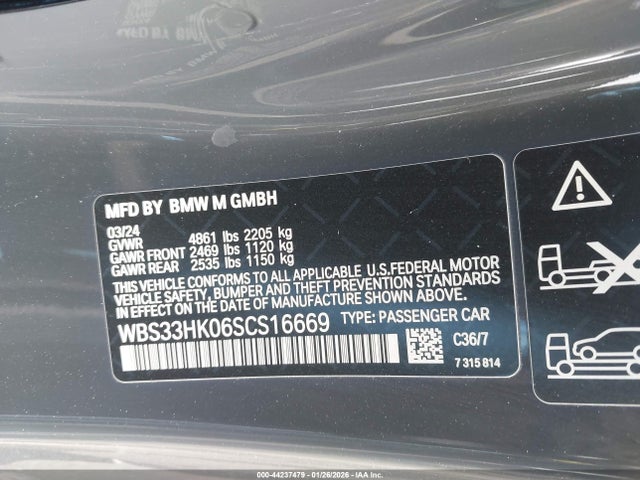 MFD BY BMW M GMBH
03/24
GVWR 4861 lbs 2205 kg
GAWR FRONT 2469 lbs 1120 kg
GAWR REAR 2535 lbs 1150 kg
THIS VEHICLE CONFORMS TO ALL APPLICABLE U.S.FEDERAL MOTOR
VEHICLE SAFETY, BUMPER AND THEFT PREVENTION STANDARDS
IN EFFECT ON THE DATE OF MANUFACTURE SHOWN ABOVE.
WBS33HK06SCS16669 TYPE: PASSENGER CAR
C36/7
7 315 814
000-44237479 - 01/26/2026 - IAA, Inc.